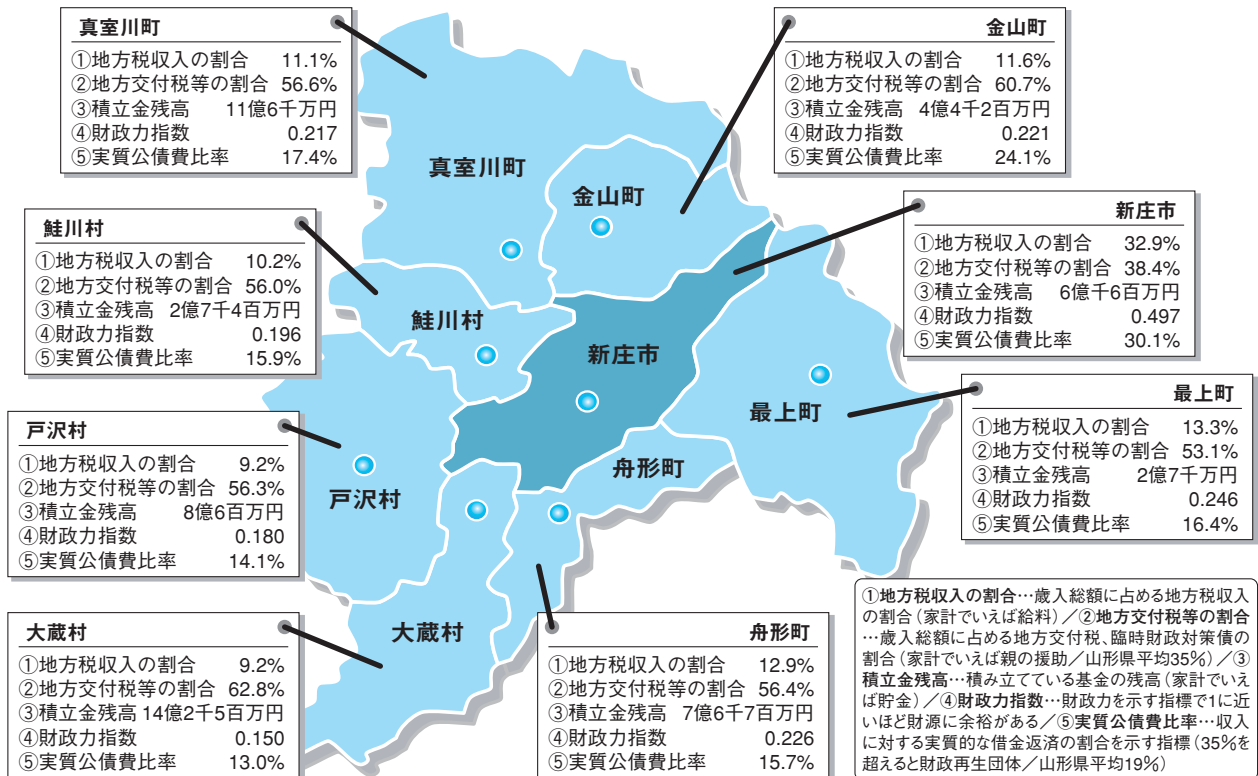 真室川町
①地方税収入の割合 11.1%
②地方交付税等の割合 56.6%
③積立金残高 11億6千万円
④財政力指数 0.217
⑤実質公債費比率 17.4%
金山町
①地方税収入の割合 11.6%
②地方交付税等の割合 60.7%
③積立金残高 4億4千2百万円
④財政力指数 0.221
⑤実質公債費比率 24.1%
鮭川村
①地方税収入の割合 10.2%
②地方交付税等の割合 56.0%
③積立金残高 2億7千4百万円
④財政力指数 0.196
⑤実質公債費比率 15.9%
新庄市
①地方税収入の割合 32.9%
②地方交付税等の割合 38.4%
③積立金残高 6億千6百万円
④財政力指数 0.497
⑤実質公債費比率 30.1%
戸沢村
①地方税収入の割合 9.2%
②地方交付税等の割合 56.3%
③積立金残高 8億6百万円
④財政力指数 0.180
⑤実質公債費比率 14.1%
最上町
①地方税収入の割合 13.3%
②地方交付税等の割合 53.1%
③積立金残高 2億7千万円
④財政力指数 0.246
⑤実質公債費比率 16.4%
大蔵村
①地方税収入の割合 9.2%
②地方交付税等の割合 62.8%
③積立金残高 14億2千5百万円
④財政力指数 0.150
⑤実質公債費比率 13.0%
舟形町
①地方税収入の割合 12.9%
②地方交付税等の割合 56.4%
③積立金残高 7億6千7百万円
④財政力指数 0.226
⑤実質公債費比率 15.7%
真室川町
金山町
鮭川村
新庄市
最上町
舟形町
戸沢村
大蔵村
①地方税収入の割合…歳入総額に占める地方税収入
の割合(家計でいえば給料)/②地方交付税等の割合
…歳入総額に占める地方交付税、臨時財政対策債の
割合(家計でいえば親の援助/山形県平均35%)/③
積立金残高…積み立てている基金の残高(家計でいえ
ば貯金)/④財政力指数…財政力を示す指標で1に近
いほど財源に余裕がある/⑤実質公債費比率…収入
に対する実質的な借金返済の割合を示す指標(35%を
超えると財政再生団体/山形県平均19%)